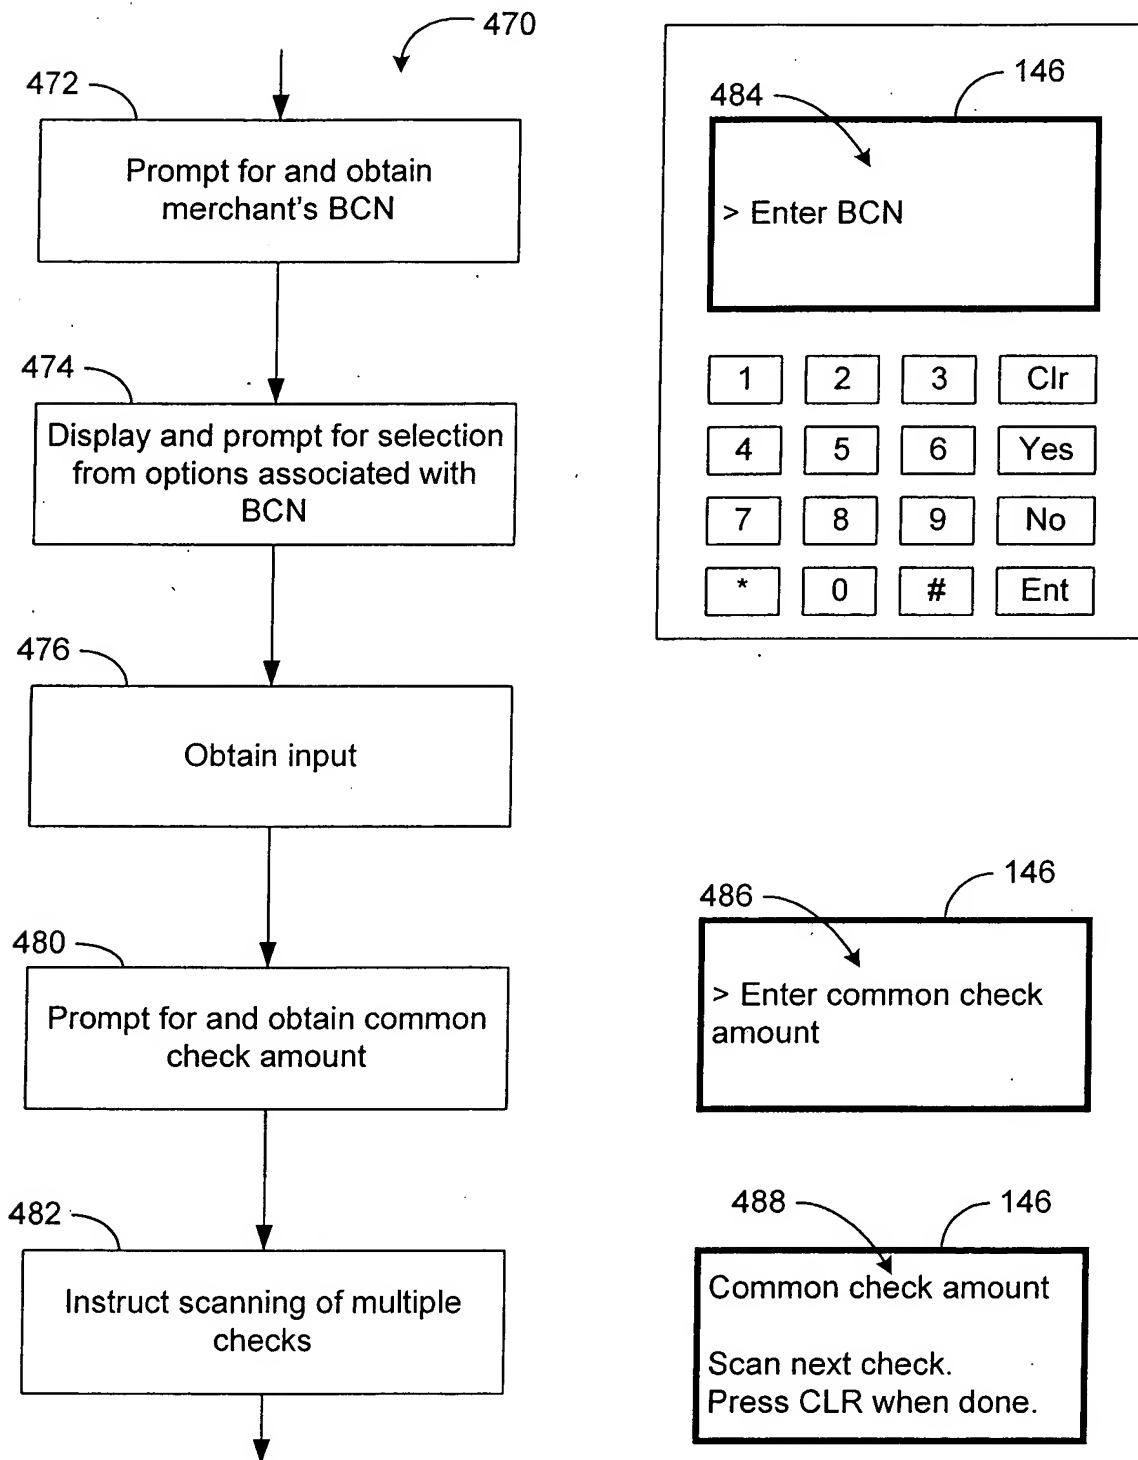 470
472
Prompt for and obtain
merchant's BCN
474
Display and prompt for selection
from options associated with
BCN
476
Obtain input
480
Prompt for and obtain common
check amount
482
Instruct scanning of multiple
checks
146
484
> Enter BCN
1 2 3 Clr
4 5 6 Yes
7 8 9 No
* 0 # Ent
146
486
> Enter common check
amount
488
146
Common check amount
Scan next check.
Press CLR when done.